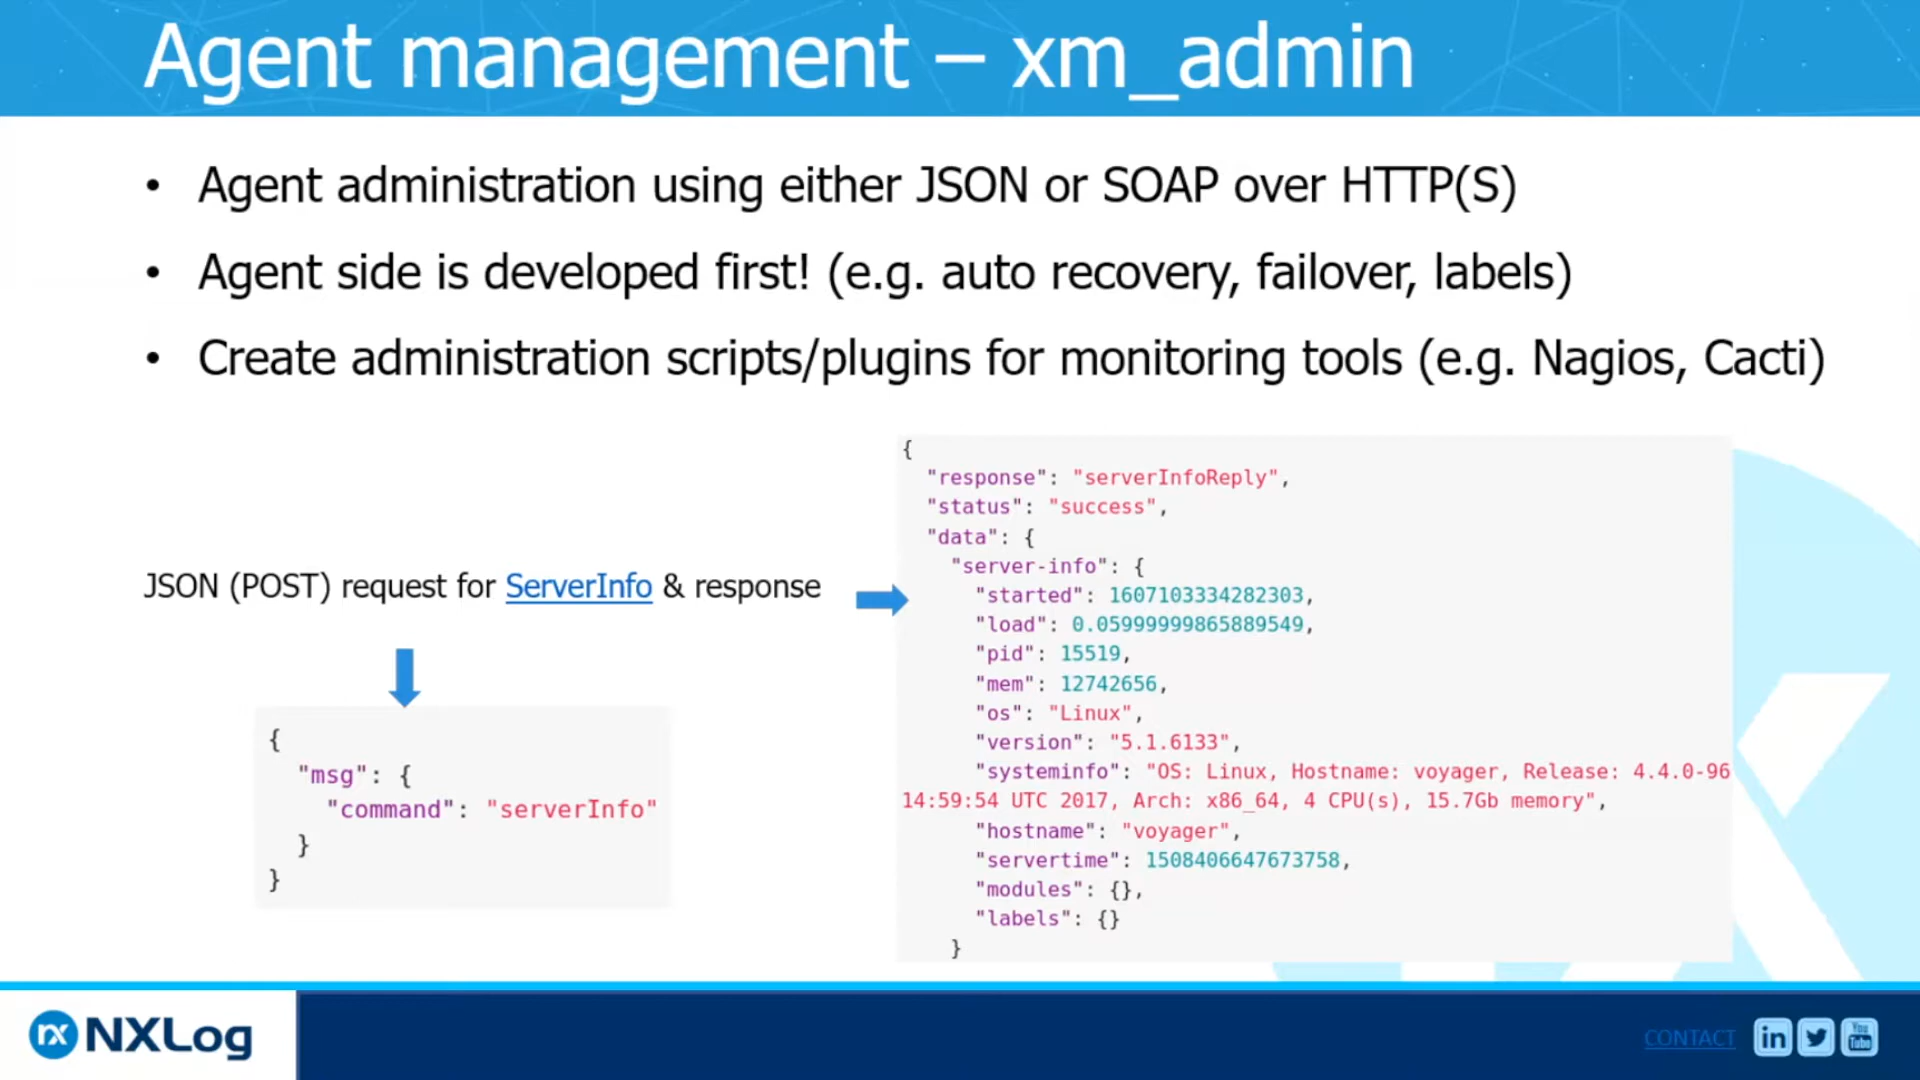 Agent management – xm_admin
• Agent administration using either JSON or SOAP over HTTP(S)
• Agent side is developed first! (e.g. auto recovery, failover, labels)
• Create administration scripts/plugins for monitoring tools (e.g. Nagios, Cacti)
JSON (POST) request for ServerInfo & response
{
"msg": {
"command": "serverInfo"
}
}
{
"response": "serverInfoReply",
"status": "success",
"data": {
"server-info": {
"started": 1607103334282303,
"load": 0.05999999865889549,
"pid": 15519,
"mem": 12742656,
"os": "Linux",
"version": "5.1.6133",
"systeminfo": "OS: Linux, Hostname: voyager, Release: 4.4.0-96
14:59:54 UTC 2017, Arch: x86_64, 4 CPU(s), 15.7Gb memory",
"hostname": "voyager",
"servertime": 1508406647673758,
"modules": {},
"labels": {}
}
NXLog
CONTACT
in
You
Tube